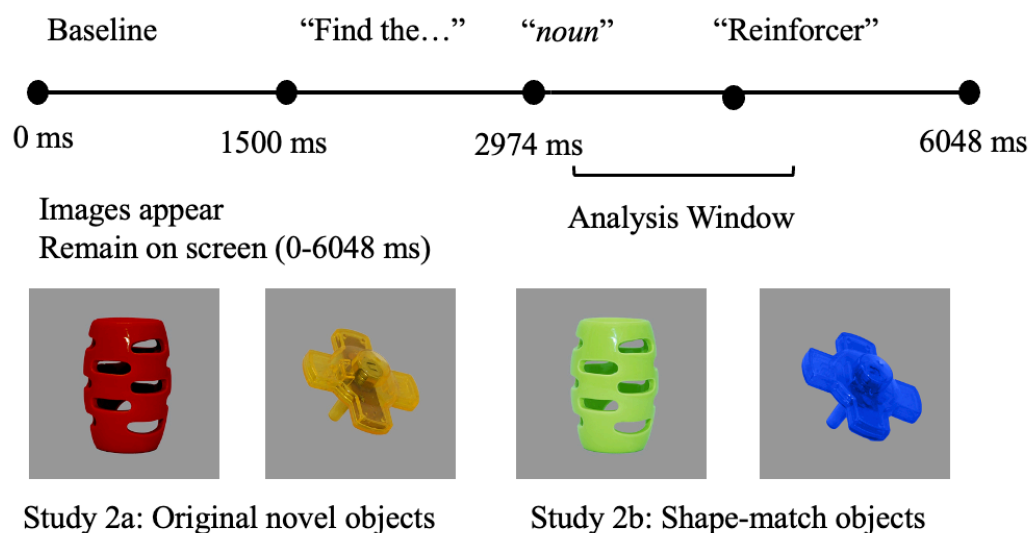 Baseline “Find the…” “noun” “Reinforcer”
0 ms 1500 ms 2974 ms 6048 ms
Images appear
Remain on screen (0-6048 ms)
Analysis Window
Study 2a: Original novel objects
Study 2b: Shape-match objects